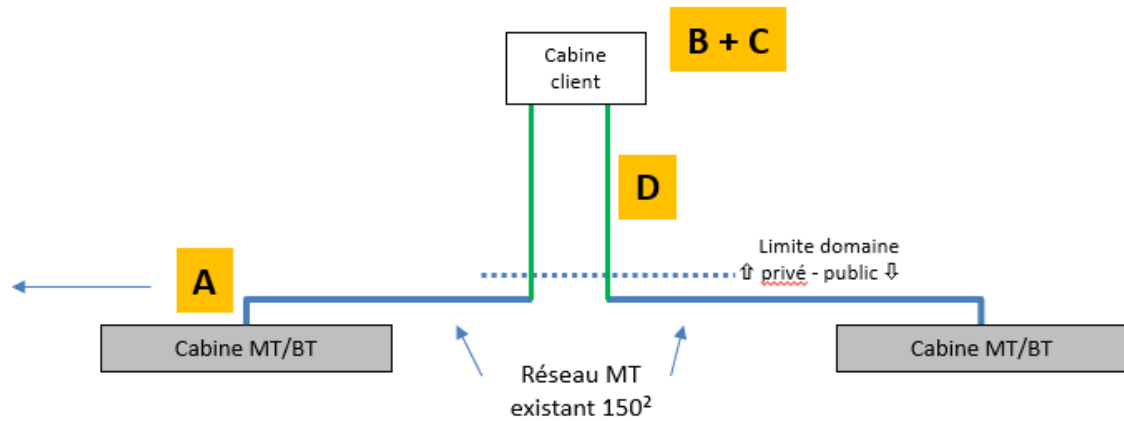 B + C
Cabine
client
D
Limite domaine
⇧ privé - public ⇩
A
Cabine MT/BT
Cabine MT/BT
Réseau MT
existant 150²